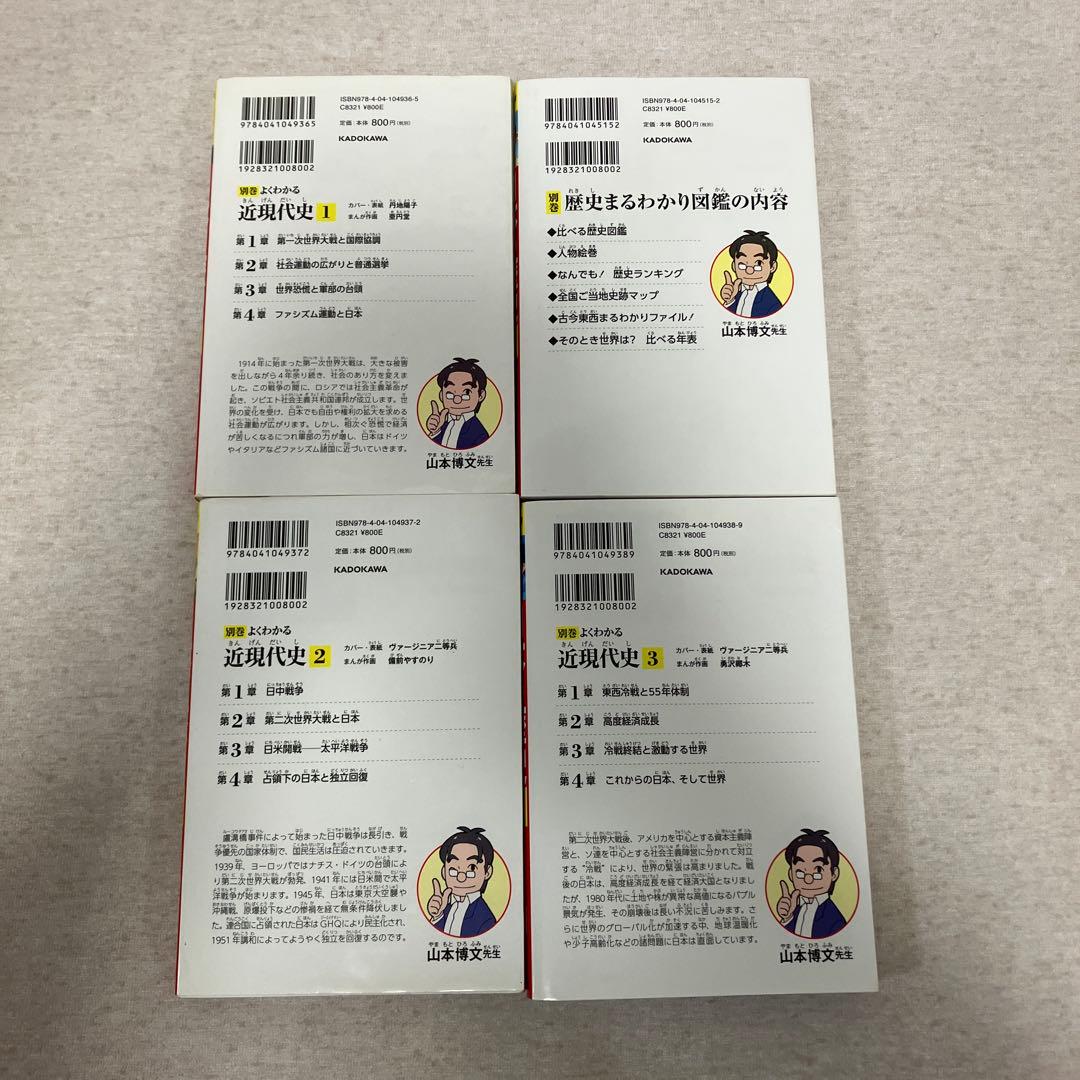 ISBN978-4-04-104936-5
C8321 ¥800E
定価：本体 800円(税別)
KADOKAWA
9784041049365
1928321008002
別巻 よくわかる
近現代史 1
カバー・表紙 丹地陽子
まんが作画 亜円堂
第1章 第一次世界大戦と国際協調
第2章 社会運動の広がりと普通選挙
第3章 世界恐慌と軍部の台頭
第4章 ファシズム運動と日本
1914年に始まった第一次世界大戦は、大きな被害
を出しながら4年余り続き、社会のあり方を変えまし
た。この戦争の間に、ロシアでは社会主義革命が
起き、ソビエト社会主義共和国連邦が成立します。世
界の変化を受け、日本でも自由や権利の拡大を求める
社会運動が広がります。しかし、相次ぐ恐慌で経済
が苦しくなるにつれ軍部の力が増し、日本はドイツ
やイタリアなどファシズム諸国に近づいていきます。
山本博文先生
ISBN978-4-04-104515-2
C8321 ¥800E
定価：本体 800円(税別)
KADOKAWA
9784041045152
1928321008002
別巻 歴史まるわかり図鑑の内容
◆比べる歴史図鑑
◆人物絵巻
◆なんでも！ 歴史ランキング
◆全国ご当地史跡マップ
◆古今東西まるわかりファイル！
◆そのとき世界は？ 比べる年表
山本博文先生
ISBN978-4-04-104937-2
C8321 ¥800E
定価：本体 800円(税別)
KADOKAWA
9784041049372
1928321008002
別巻 よくわかる
近現代史 2
カバー・表紙 ヴァージニア二等兵
まんが作画 備前やすのり
第1章 日中戦争
第2章 第二次世界大戦と日本
第3章 日米開戦――太平洋戦争
第4章 占領下の日本と独立回復
盧溝橋事件によって始まった日中戦争は長引き、戦
争優先の国家体制で、国民生活は圧迫されていきます。
1939年、ヨーロッパではナチス・ドイツの台頭によ
り第二次世界大戦が勃発。1941年には日米間で太平
洋戦争が始まります。1945年、日本は東京大空襲や
沖縄戦、原爆投下などの惨禍を経て無条件降伏しまし
た。連合国に占領された日本はGHQにより民主化され、
1951年講和によってようやく独立を回復するのです。
山本博文先生
ISBN978-4-04-104938-9
C8321 ¥800E
定価：本体 800円(税別)
KADOKAWA
9784041049389
1928321008002
別巻 よくわかる
近現代史 3
カバー・表紙 ヴァージニア二等兵
まんが作画 勇沢郷木
第1章 東西冷戦と55年体制
第2章 高度経済成長
第3章 冷戦終結と激動する世界
第4章 これからの日本、そして世界
第二次世界大戦後、アメリカを中心とする資本主義陣
営と、ソ連を中心とする社会主義陣営に分かれて対立
する“冷戦”により、世界の緊張は高まりました。戦
後の日本は、高度経済成長を経て経済大国となりまし
たが、1980年代に土地や株が異常な高値になるバブル
景気が発生、その崩壊後は長い不況に苦しみます。さ
らに世界のグローバル化が加速する中、地球温暖化
や少子高齢化などの諸問題に日本は直面しています。
山本博文先生